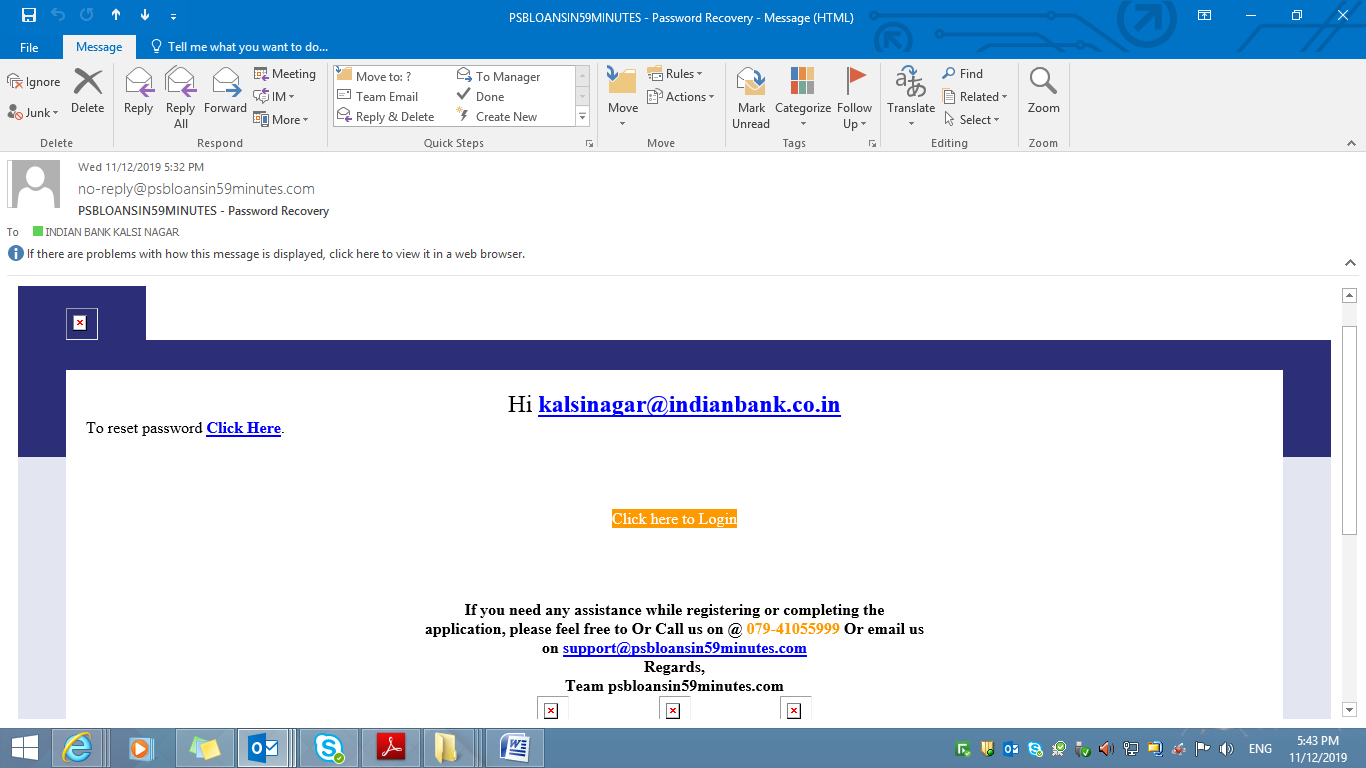 PSBLOANSIN59MINUTES - Password Recovery - Message (HTML)
File Message Tell me what you want to do...
Ignore
Junk
Delete
Delete
Reply
Reply All
Forward
Meeting
IM
More
Respond
Move to: ?
Team Email
Reply & Delete
To Manager
Done
Create New
Quick Steps
Move
Rules
Actions
Move
Mark Unread
Categorize
Follow Up
Tags
Translate
Find
Related
Select
Editing
Zoom
Zoom
Wed 11/12/2019 5:32 PM
no-reply@psbloansin59minutes.com
PSBLOANSIN59MINUTES - Password Recovery
To INDIAN BANK KALSI NAGAR
If there are problems with how this message is displayed, click here to view it in a web browser.
Hi kalsinagar@indianbank.co.in
To reset password Click Here.
Click here to Login
If you need any assistance while registering or completing the
application, please feel free to Or Call us on @ 079-41055999 Or email us
on support@psbloansin59minutes.com
Regards,
Team psbloansin59minutes.com
ENG
5:43 PM
11/12/2019